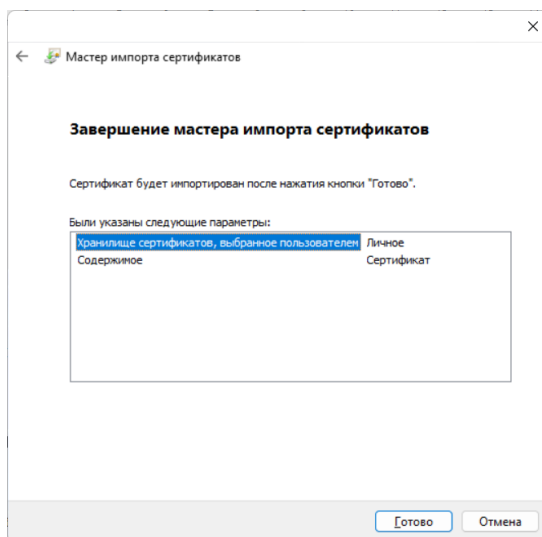 Мастер импорта сертификатов
Завершение мастера импорта сертификатов
Сертификат будет импортирован после нажатия кнопки "Готово".
Были указаны следующие параметры:
Хранилище сертификатов, выбранное пользователем Личное
Содержимое Сертификат
Готово Отмена